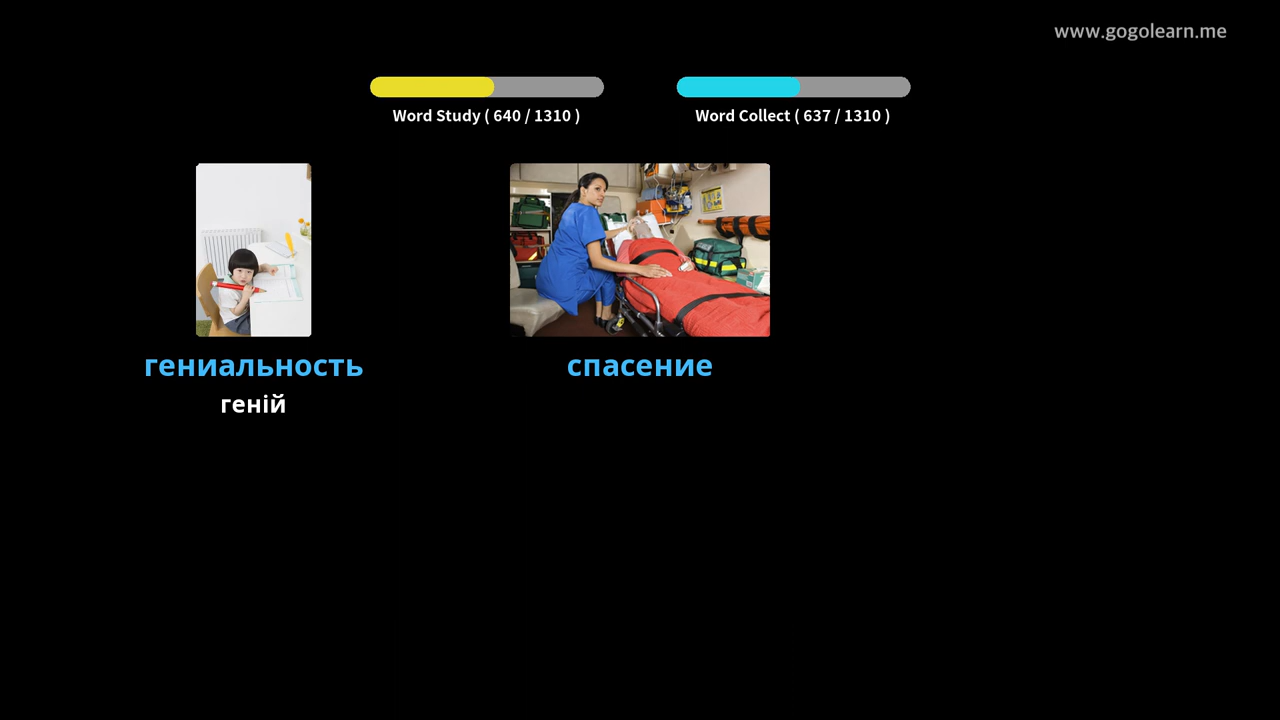 www.gogolearn.me
Word Study ( 640 / 1310 )
Word Collect ( 637 / 1310 )
гениальность
геній
спасение